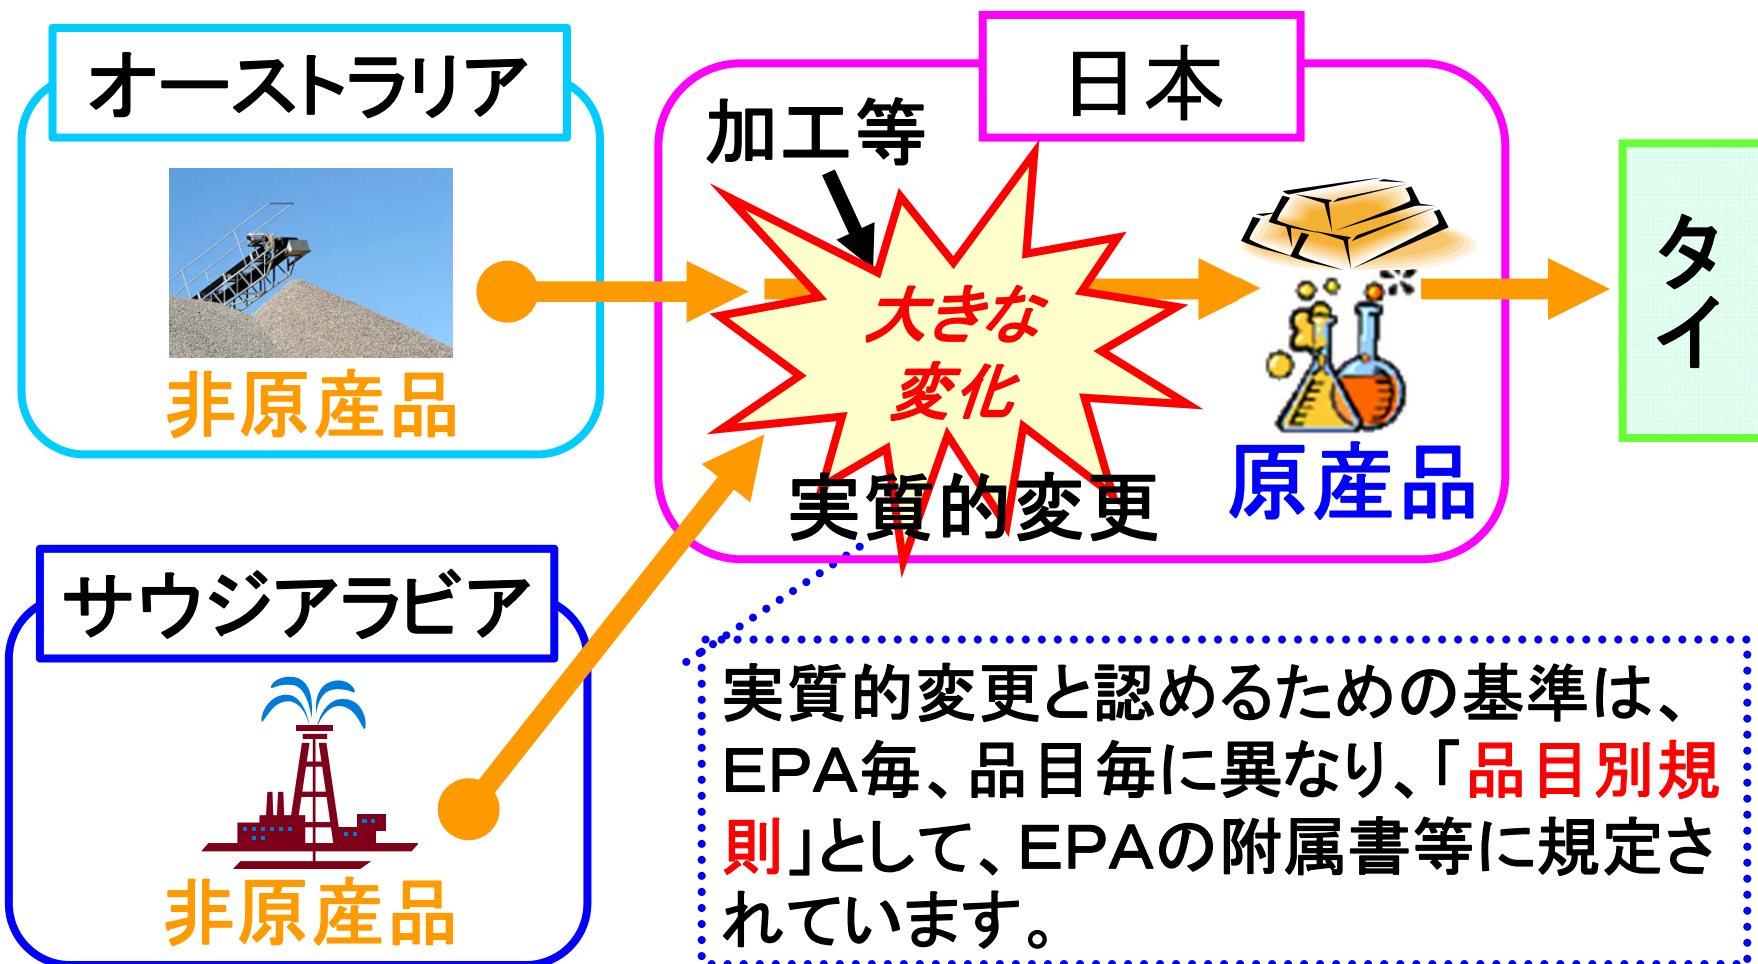 オーストラリア
非原産品
サウジアラビア
非原産品
日本
加工等
大きな
変化
実質的変更
原産品
タイ
実質的変更と認めるための基準は、
EPA毎、品目毎に異なり、「品目別規
則」として、EPAの附属書等に規定さ
れています。